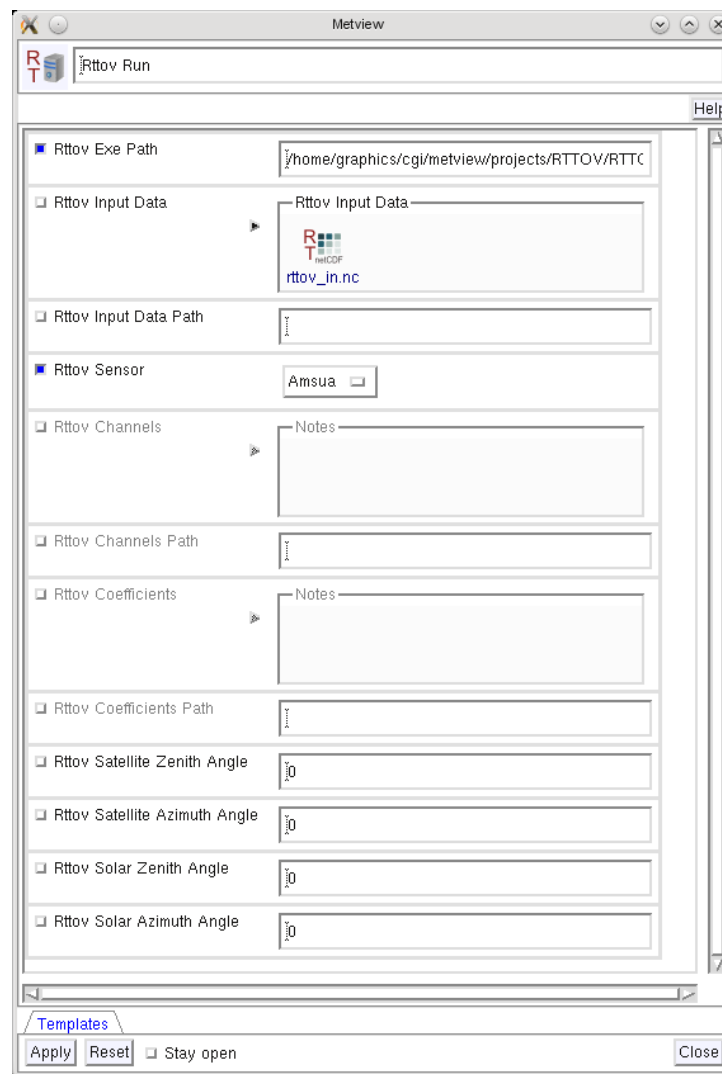 Metview
RT
Rttov Run
Help
Rttov Exe Path
/home/graphics/cgi/metview/projects/RTTOV/RTTO
Rttov Input Data
Rttov Input Data
RT netCDF
rttov_in.nc
Rttov Input Data Path
Rttov Sensor
Amsua
Rttov Channels
Notes
Rttov Channels Path
Rttov Coefficients
Notes
Rttov Coefficients Path
Rttov Satellite Zenith Angle
0
Rttov Satellite Azimuth Angle
0
Rttov Solar Zenith Angle
0
Rttov Solar Azimuth Angle
0
Templates
Apply Reset Stay open Close